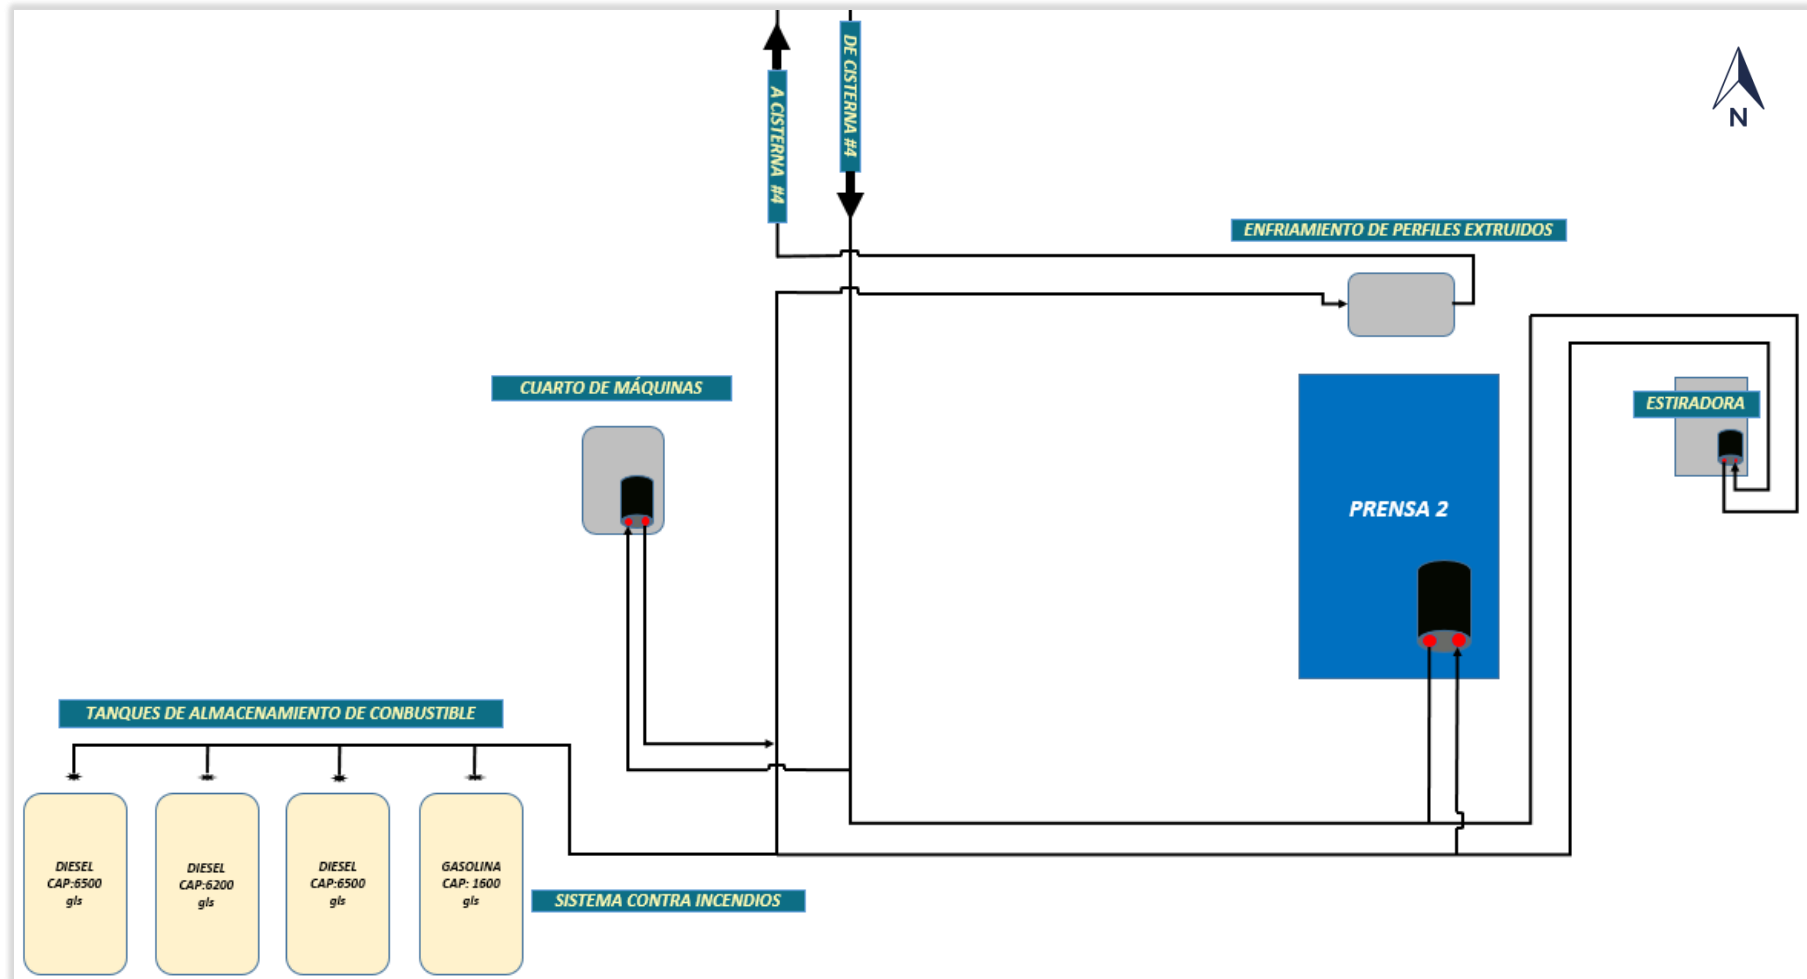 A CISTERNA #4
DE CISTERNA #4
N
ENFRIAMIENTO DE PERFILES EXTRUIDOS
CUARTO DE MÁQUINAS
ESTIRADORA
PRENSA 2
TANQUES DE ALMACENAMIENTO DE CONBUSTIBLE
DIESEL
CAP:6500
gls
DIESEL
CAP:6200
gls
DIESEL
CAP:6500
gls
GASOLINA
CAP: 1600
gls
SISTEMA CONTRA INCENDIOS